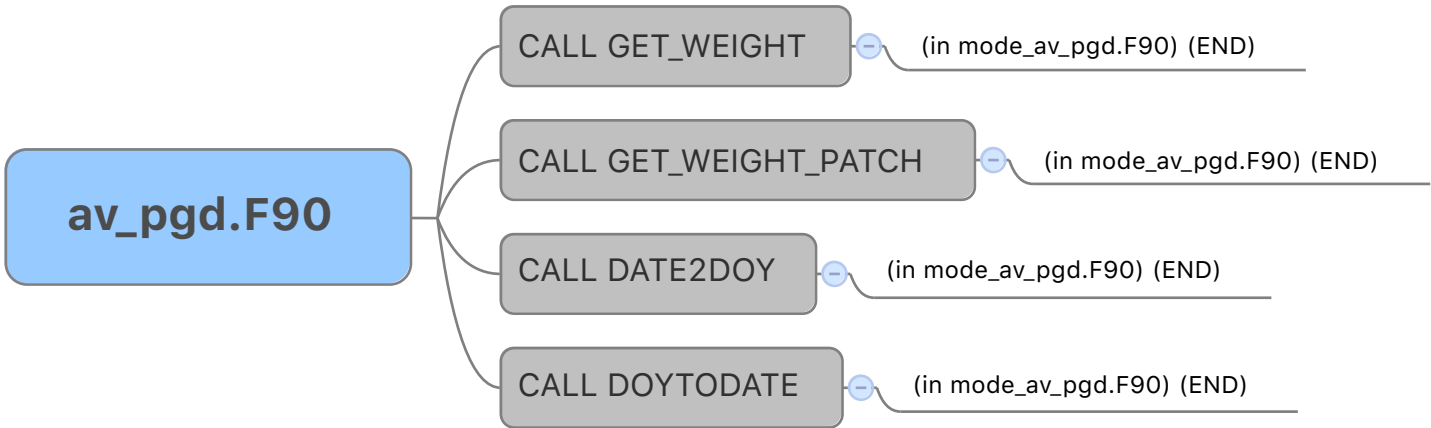 CALL GET_WEIGHT
(in mode_av_pgd.F90) (END)
CALL GET_WEIGHT_PATCH
(in mode_av_pgd.F90) (END)
av_pgd.F90
CALL DATE2DOY
(in mode_av_pgd.F90) (END)
CALL DOYTODATE
(in mode_av_pgd.F90) (END)